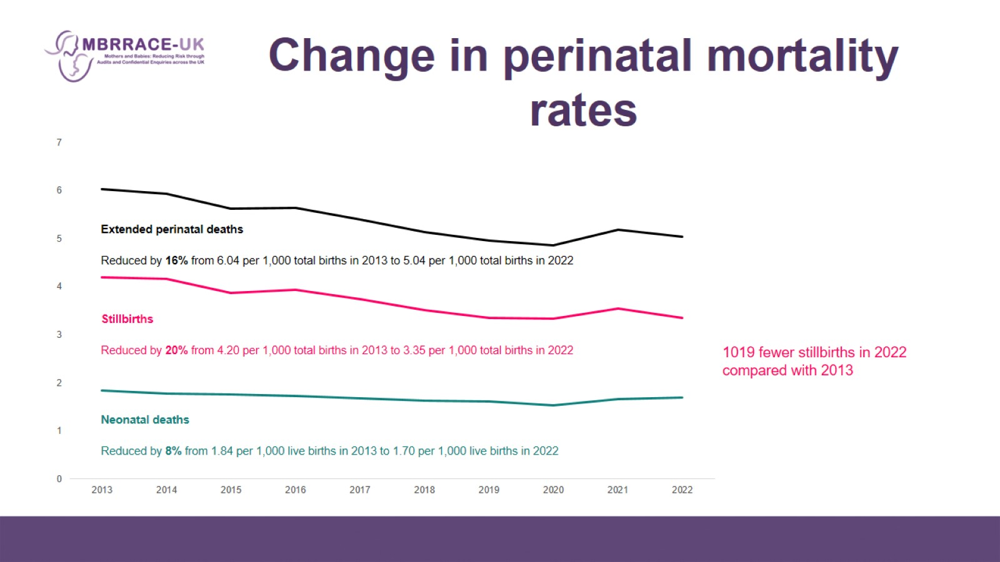 MBRRACE-UK
Mothers and Babies: Reducing Risk through
Audits and Confidential Enquiries across the UK
Change in perinatal mortality
rates
7
6
5
4
3
2
1
0
Extended perinatal deaths
Reduced by 16% from 6.04 per 1,000 total births in 2013 to 5.04 per 1,000 total births in 2022
Stillbirths
Reduced by 20% from 4.20 per 1,000 total births in 2013 to 3.35 per 1,000 total births in 2022
1019 fewer stillbirths in 2022
compared with 2013
Neonatal deaths
Reduced by 8% from 1.84 per 1,000 live births in 2013 to 1.70 per 1,000 live births in 2022
2013 2014 2015 2016 2017 2018 2019 2020 2021 2022